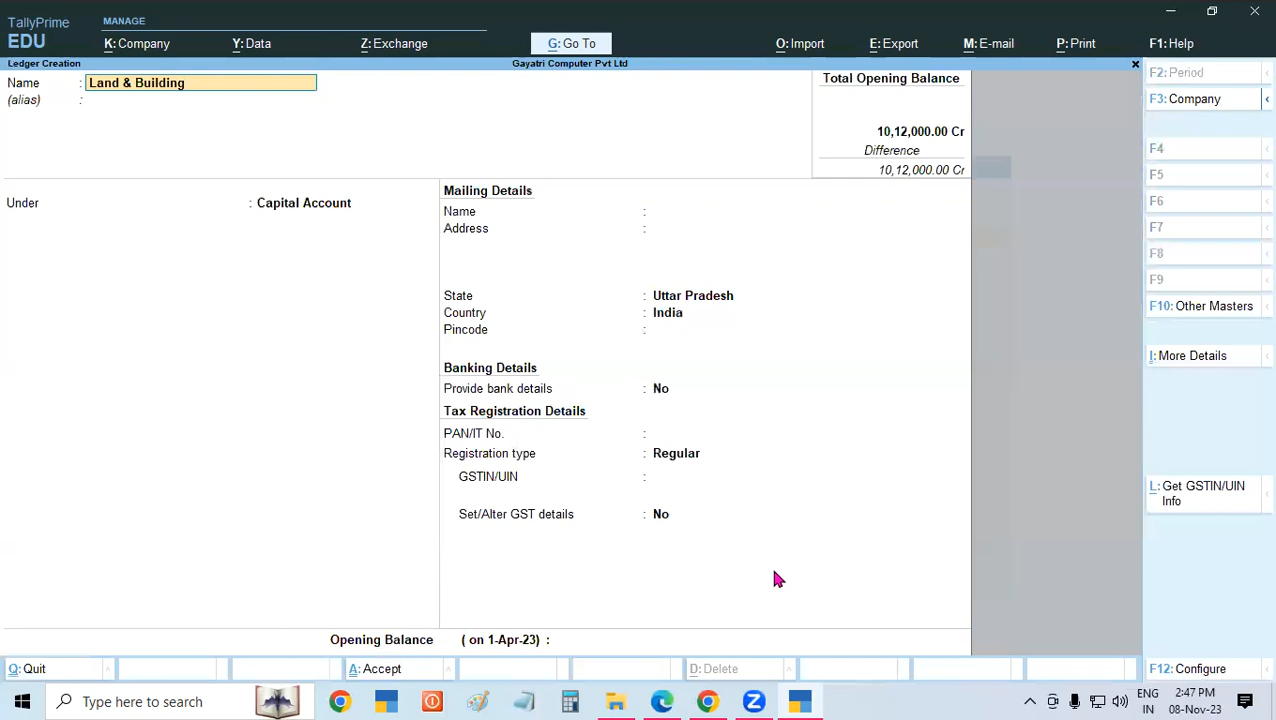 TallyPrime
EDU
MANAGE
K: Company
Y: Data
Z: Exchange
G: Go To
O: Import
E: Export
M: E-mail
P: Print
F1: Help
Ledger Creation
Gayatri Computer Pvt Ltd
Name : Land & Building
(alias) :
Total Opening Balance
10,12,000.00 Cr
Difference
10,12,000.00 Cr
Under : Capital Account
Mailing Details
Name :
Address :
State : Uttar Pradesh
Country : India
Pincode :
Banking Details
Provide bank details : No
Tax Registration Details
PAN/IT No. :
Registration type : Regular
GSTIN/UIN :
Set/Alter GST details : No
Opening Balance ( on 1-Apr-23) :
F2: Period
F3: Company
F4
F5
F6
F7
F8
F9
F10: Other Masters
I: More Details
L: Get GSTIN/UIN
Info
Q: Quit
A: Accept
D: Delete
F12: Configure
Type here to search
ENG
IN
2:47 PM
08-Nov-23